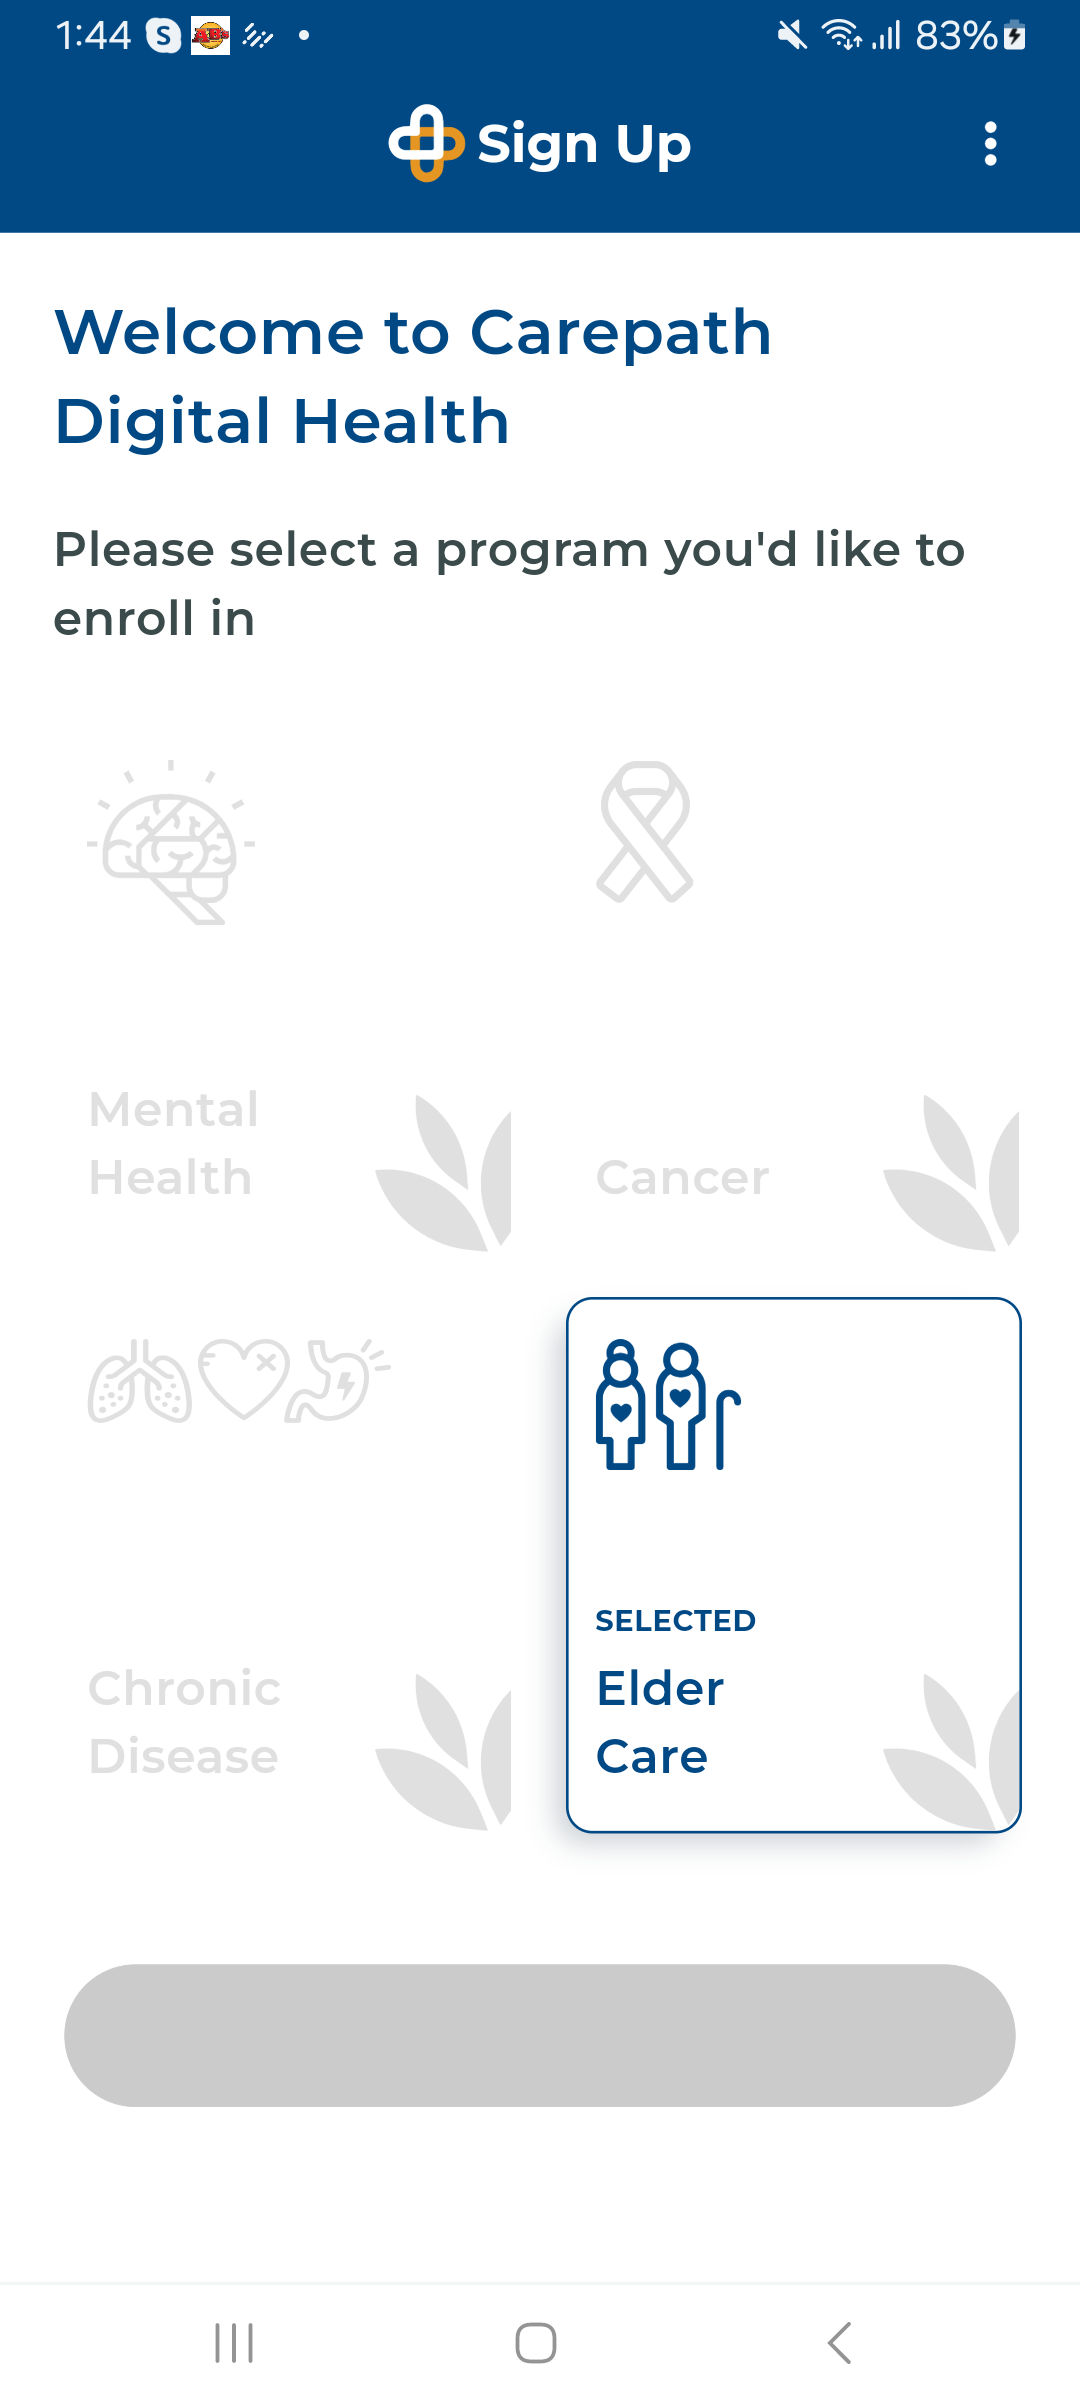 1:44 S 83%
Sign Up
Welcome to Carepath
Digital Health
Please select a program you'd like to
enroll in
Mental
Health
Cancer
Chronic
Disease
SELECTED
Elder
Care